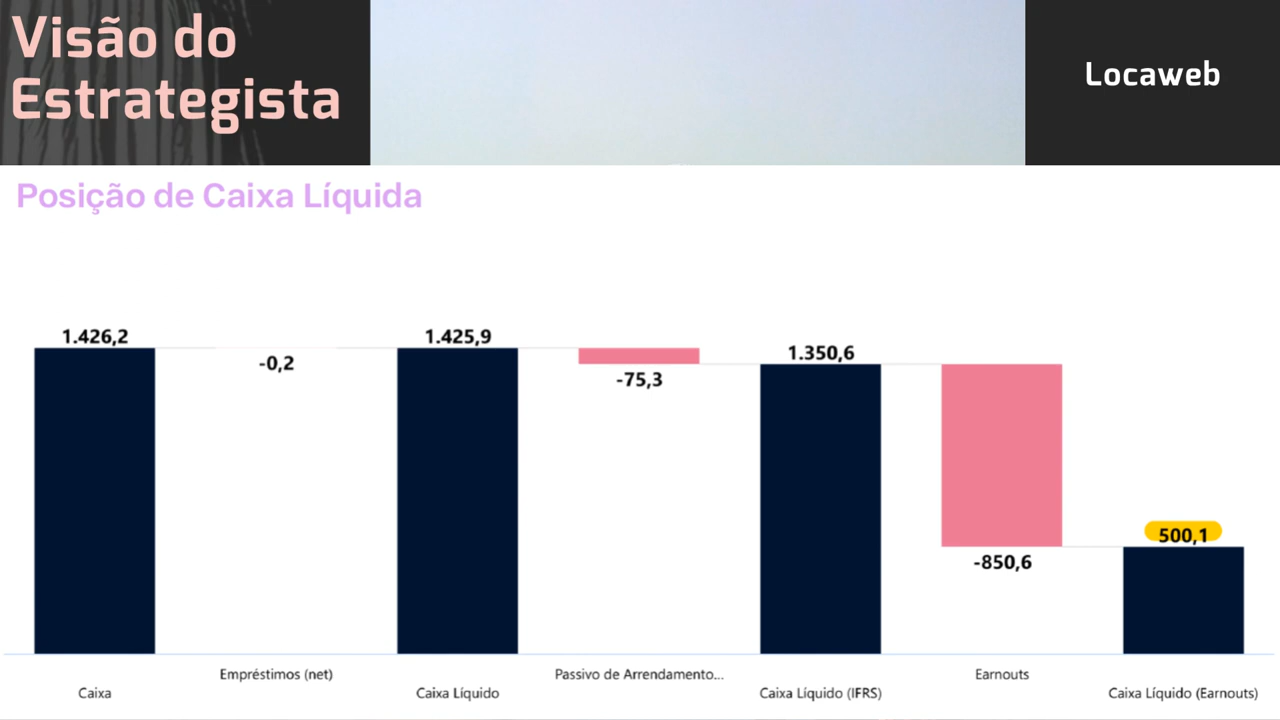 Visão do
Estrategista
Locaweb
Posição de Caixa Líquida
1.426,2
-0,2
1.425,9
-75,3
1.350,6
-850,6
500,1
Caixa
Empréstimos (net)
Caixa Líquido
Passivo de Arrendamento...
Caixa Líquido (IFRS)
Earnouts
Caixa Líquido (Earnouts)